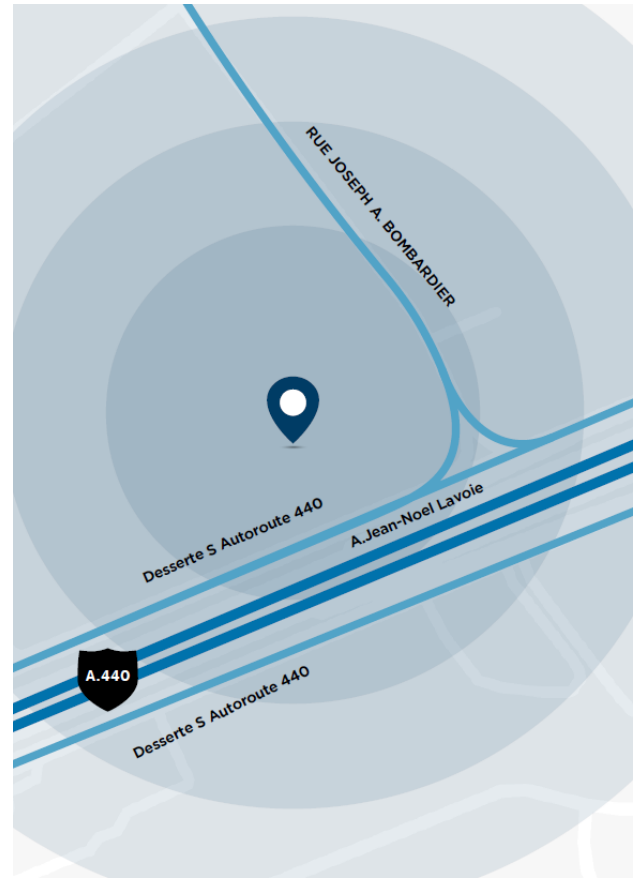 RUE JOSEPH A. BOMBARDIER
A.Jean-Noel Lavoie
Desserte S Autoroute 440
A.440
Desserte S Autoroute 440